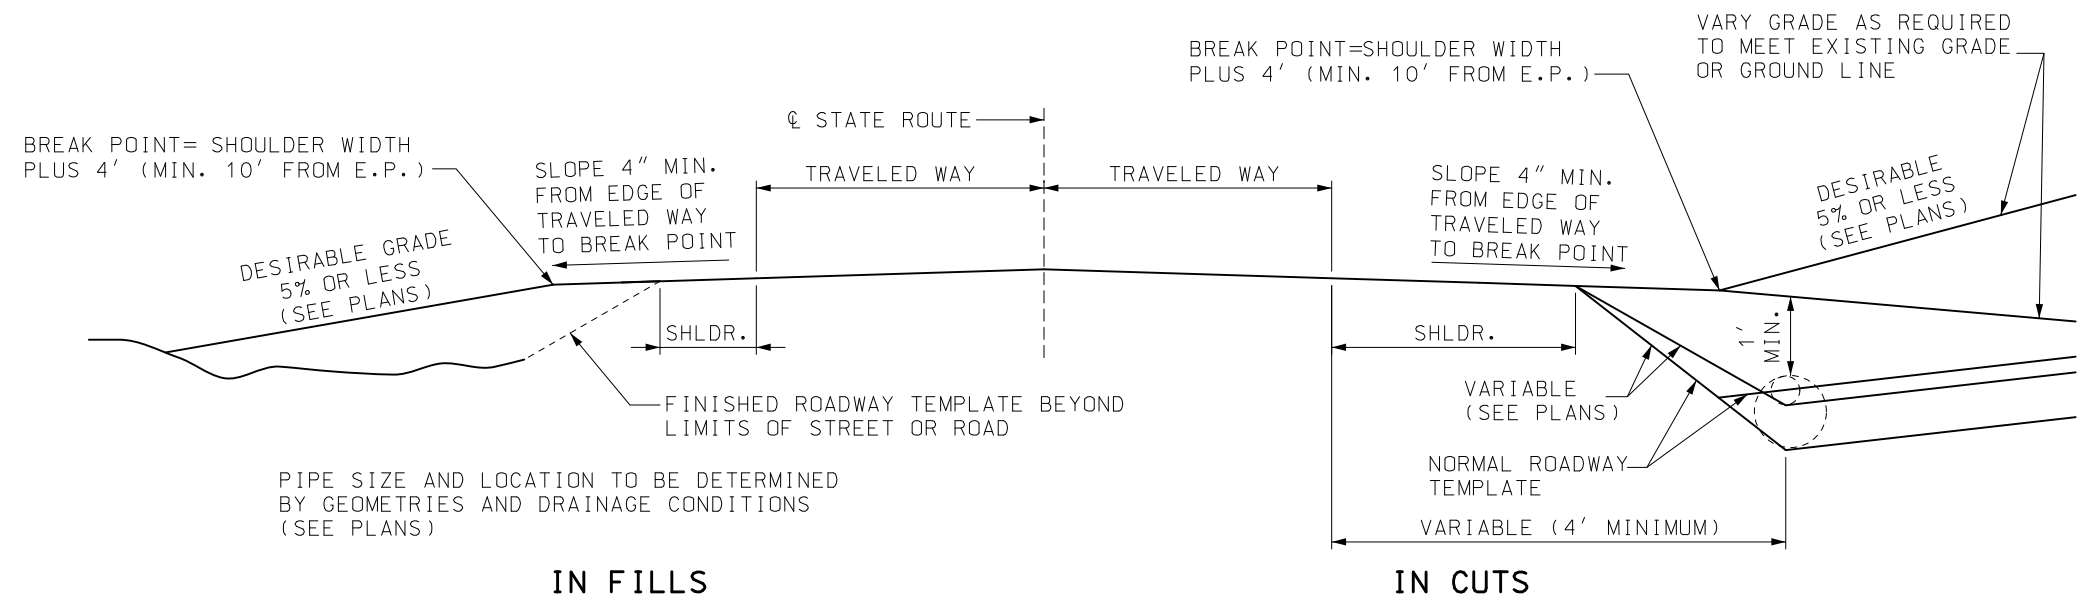 VARY GRADE AS REQUIRED
TO MEET EXISTING GRADE
OR GROUND LINE
BREAK POINT=SHOULDER WIDTH
PLUS 4' (MIN. 10' FROM E.P.)
℄ STATE ROUTE
BREAK POINT= SHOULDER WIDTH
PLUS 4' (MIN. 10' FROM E.P.)
SLOPE 4" MIN.
FROM EDGE OF
TRAVELED WAY
TO BREAK POINT
TRAVELED WAY
TRAVELED WAY
SLOPE 4" MIN.
FROM EDGE OF
TRAVELED WAY
TO BREAK POINT
DESIRABLE
5% OR LESS
(SEE PLANS)
DESIRABLE GRADE
5% OR LESS
(SEE PLANS)
SHLDR.
SHLDR.
1'
MIN.
VARIABLE
(SEE PLANS)
FINISHED ROADWAY TEMPLATE BEYOND
LIMITS OF STREET OR ROAD
NORMAL ROADWAY
TEMPLATE
PIPE SIZE AND LOCATION TO BE DETERMINED
BY GEOMETRIES AND DRAINAGE CONDITIONS
(SEE PLANS)
VARIABLE (4' MINIMUM)
IN FILLS
IN CUTS